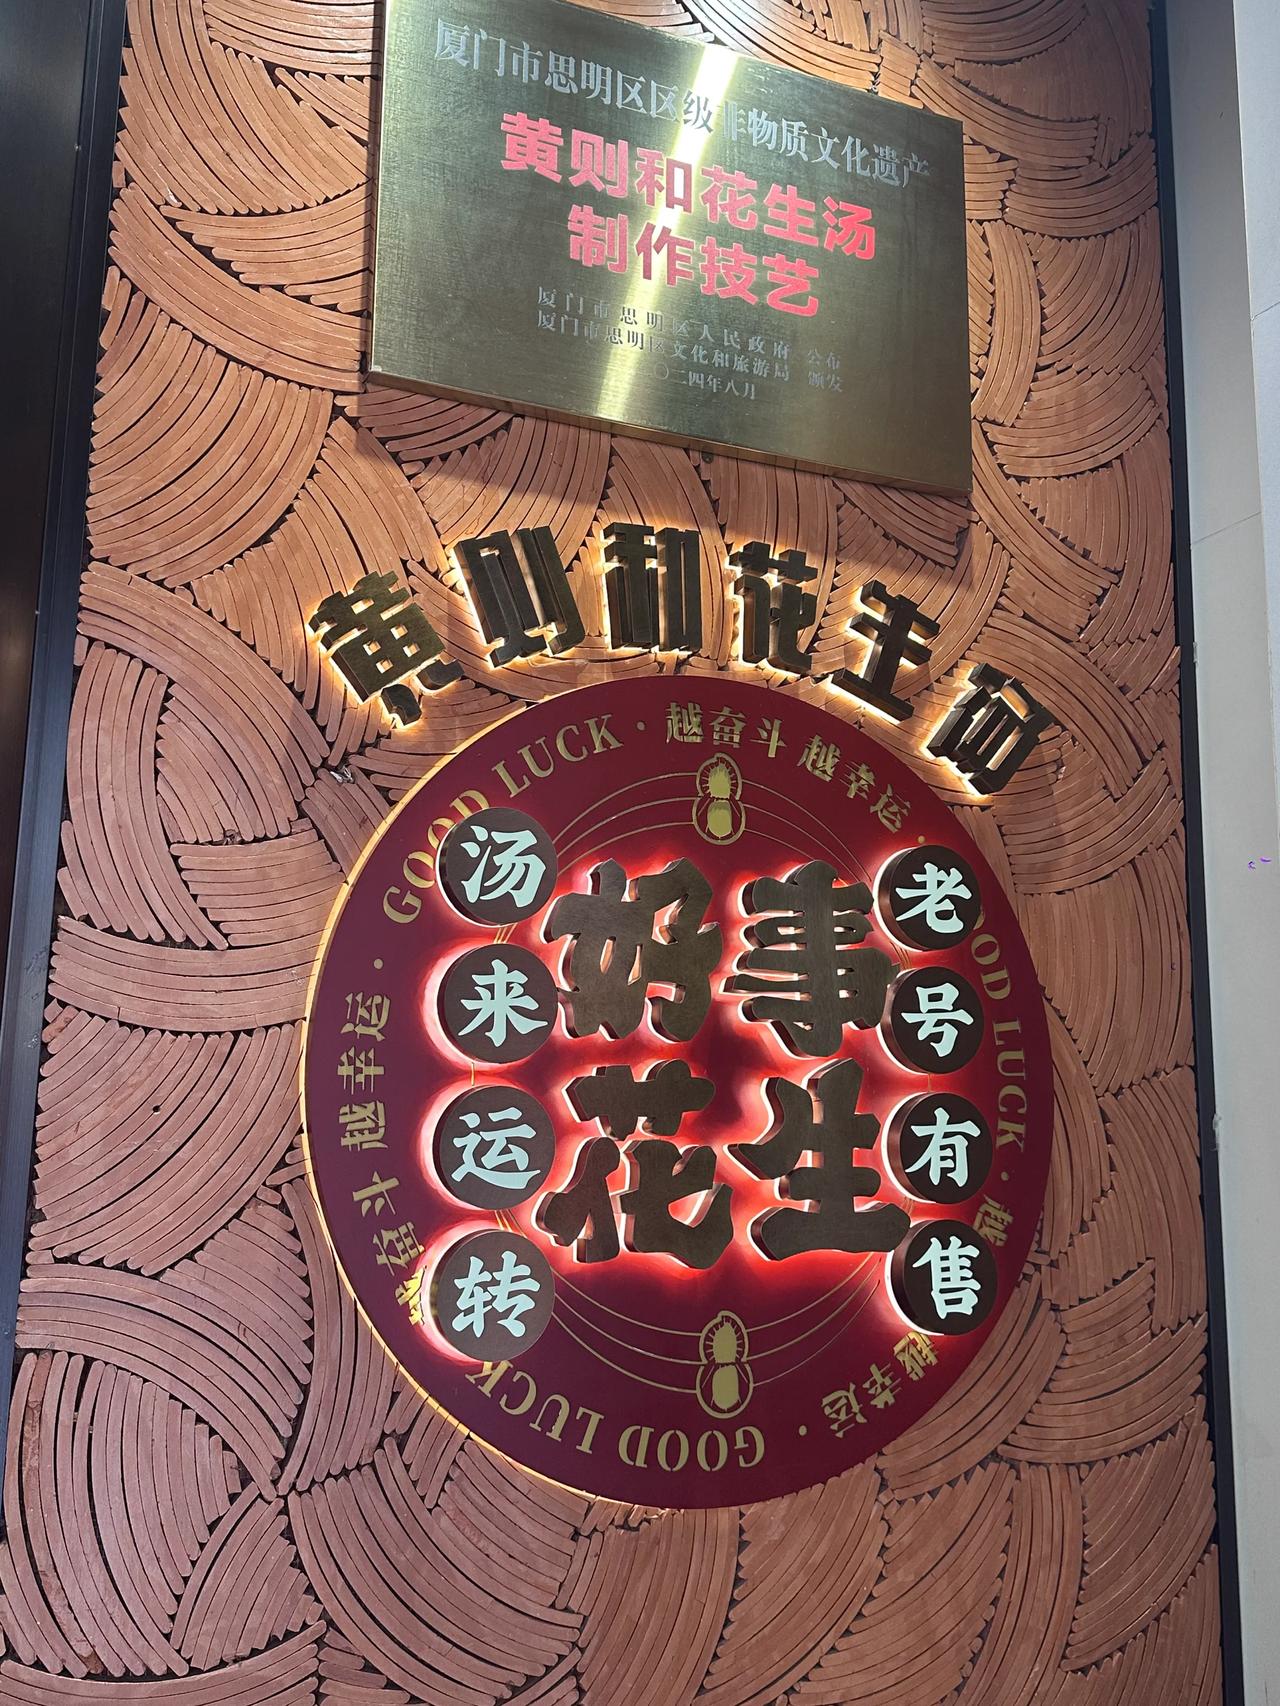 厦门市思明区区级非物质文化遗产
黄则和花生汤
制作技艺
厦门市思明区人民政府 公布
厦门市思明区文化和旅游局 颁发
二〇二四年八月
黄则和花生汤
GOOD LUCK · 越奋斗 越幸运 ·
GOOD LUCK · 越
越幸运 ·
GOOD LUCK
越奋斗 越幸运 ·
汤来运转
好事
花生
老号有售